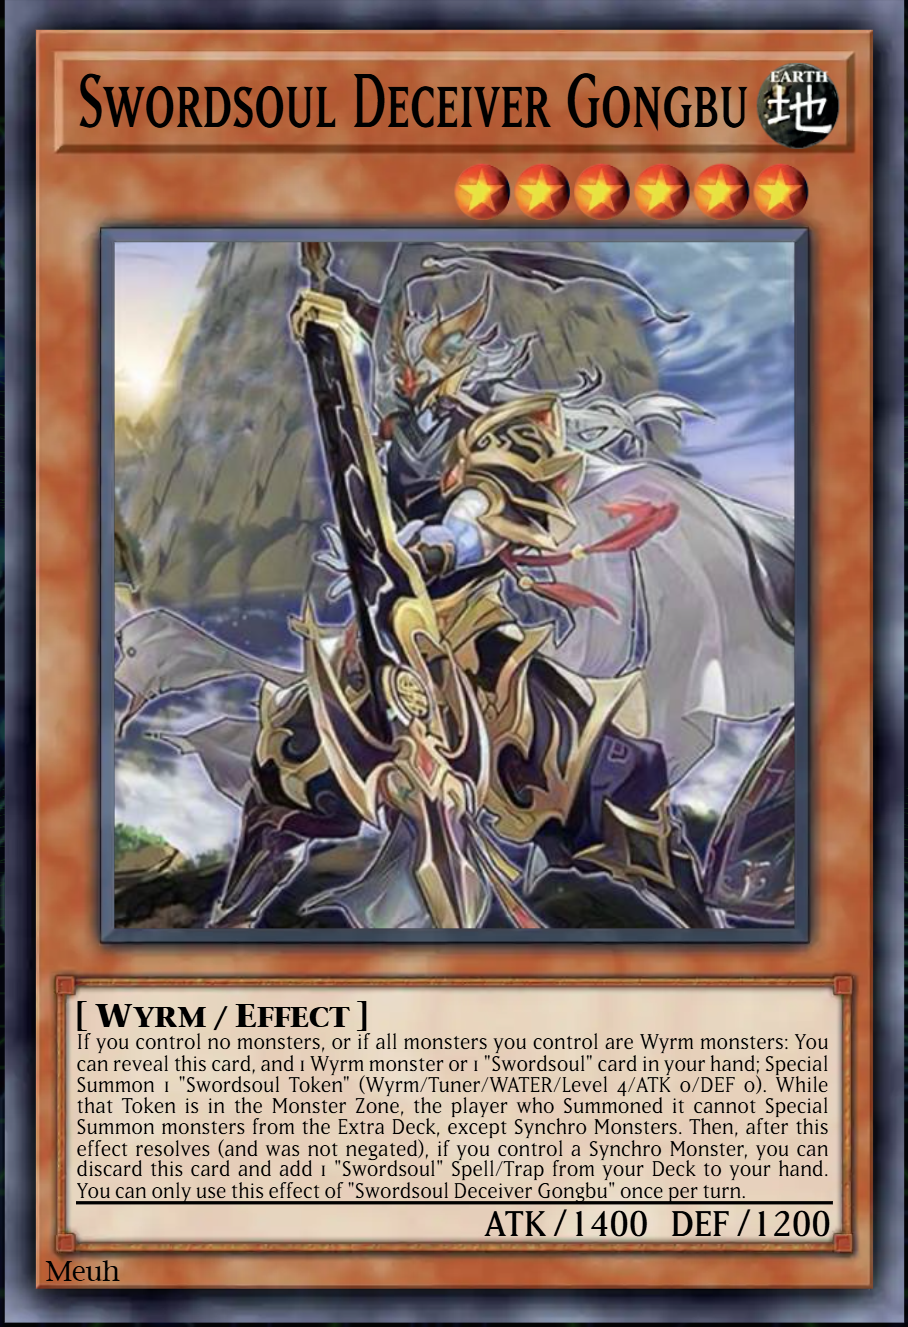 Swordsoul Deceiver Gongbu
EARTH
地
[ Wyrm / Effect ]
If you control no monsters, or if all monsters you control are Wyrm monsters: You
can reveal this card, and 1 Wyrm monster or 1 "Swordsoul" card in your hand; Special
Summon 1 "Swordsoul Token" (Wyrm/Tuner/WATER/Level 4/ATK 0/DEF 0). While
that Token is in the Monster Zone, the player who Summoned it cannot Special
Summon monsters from the Extra Deck, except Synchro Monsters. Then, after this
effect resolves (and was not negated), if you control a Synchro Monster, you can
discard this card and add 1 "Swordsoul" Spell/Trap from your Deck to your hand.
You can only use this effect of "Swordsoul Deceiver Gongbu" once per turn.
ATK/1400 DEF/1200
Meuh